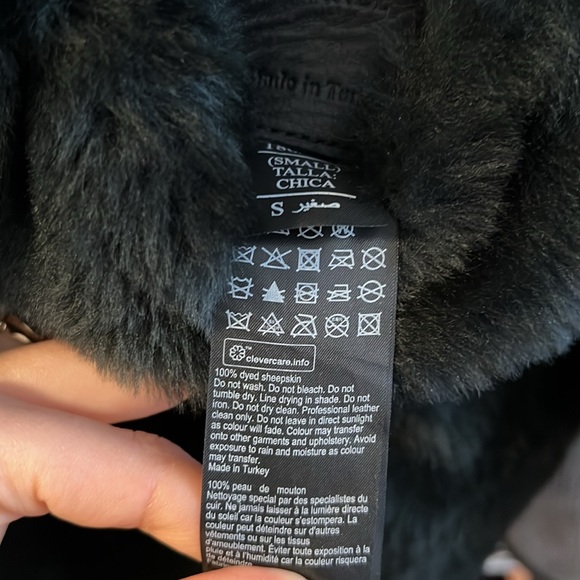 Made in Tur
(SMALL)
TALLA:
CHICA
S صغير
clevercare.info
100% dyed sheepskin
Do not wash. Do not bleach. Do not
tumble dry. Line drying in shade. Do not
iron. Do not dry clean. Professional leather
clean only. Do not leave in direct sunlight
as colour will fade. Colour may transfer
onto other garments and upholstery. Avoid
exposure to rain and moisture as colour
may transfer.
Made in Turkey
100% peau de mouton
Nettoyage special par des specialistes du
cuir. Ne jamais laisser à la lumière directe
du soleil car la couleur s'estompera. La
couleur peut déteindre sur d'autres
vêtements ou sur les tissus
d'ameublement. Éviter toute exposition à la
pluie et à l'humidité car la couleur risquera
de déteindre.